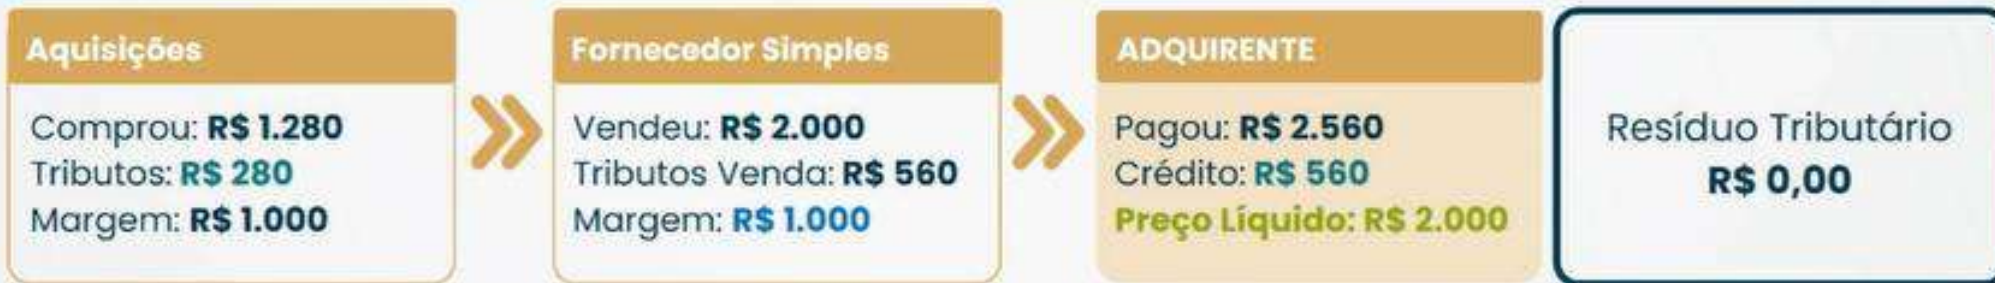 Aquisições
Comprou: R$ 1.280
Tributos: R$ 280
Margem: R$ 1.000
Fornecedor Simples
Vendeu: R$ 2.000
Tributos Venda: R$ 560
Margem: R$ 1.000
ADQUIRENTE
Pagou: R$ 2.560
Crédito: R$ 560
Preço Líquido: R$ 2.000
Resíduo Tributário
R$ 0,00